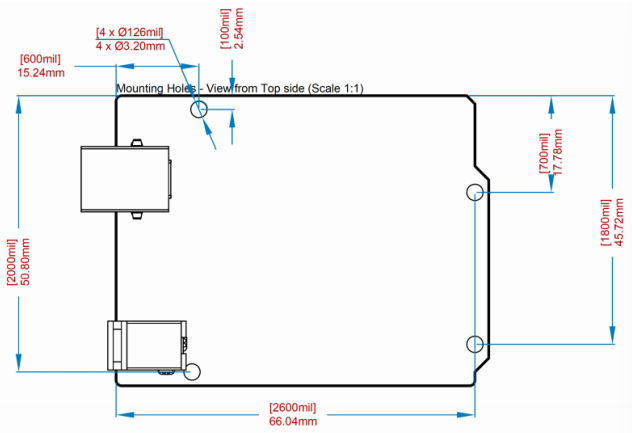 [4 x Ø126mil]
4 x Ø3.20mm
[100mil]
2.54mm
[600mil]
15.24mm
Mounting Holes - View from Top side (Scale 1:1)
[700mil]
17.78mm
[1800mil]
45.72mm
[2000mil]
50.80mm
[2600mil]
66.04mm